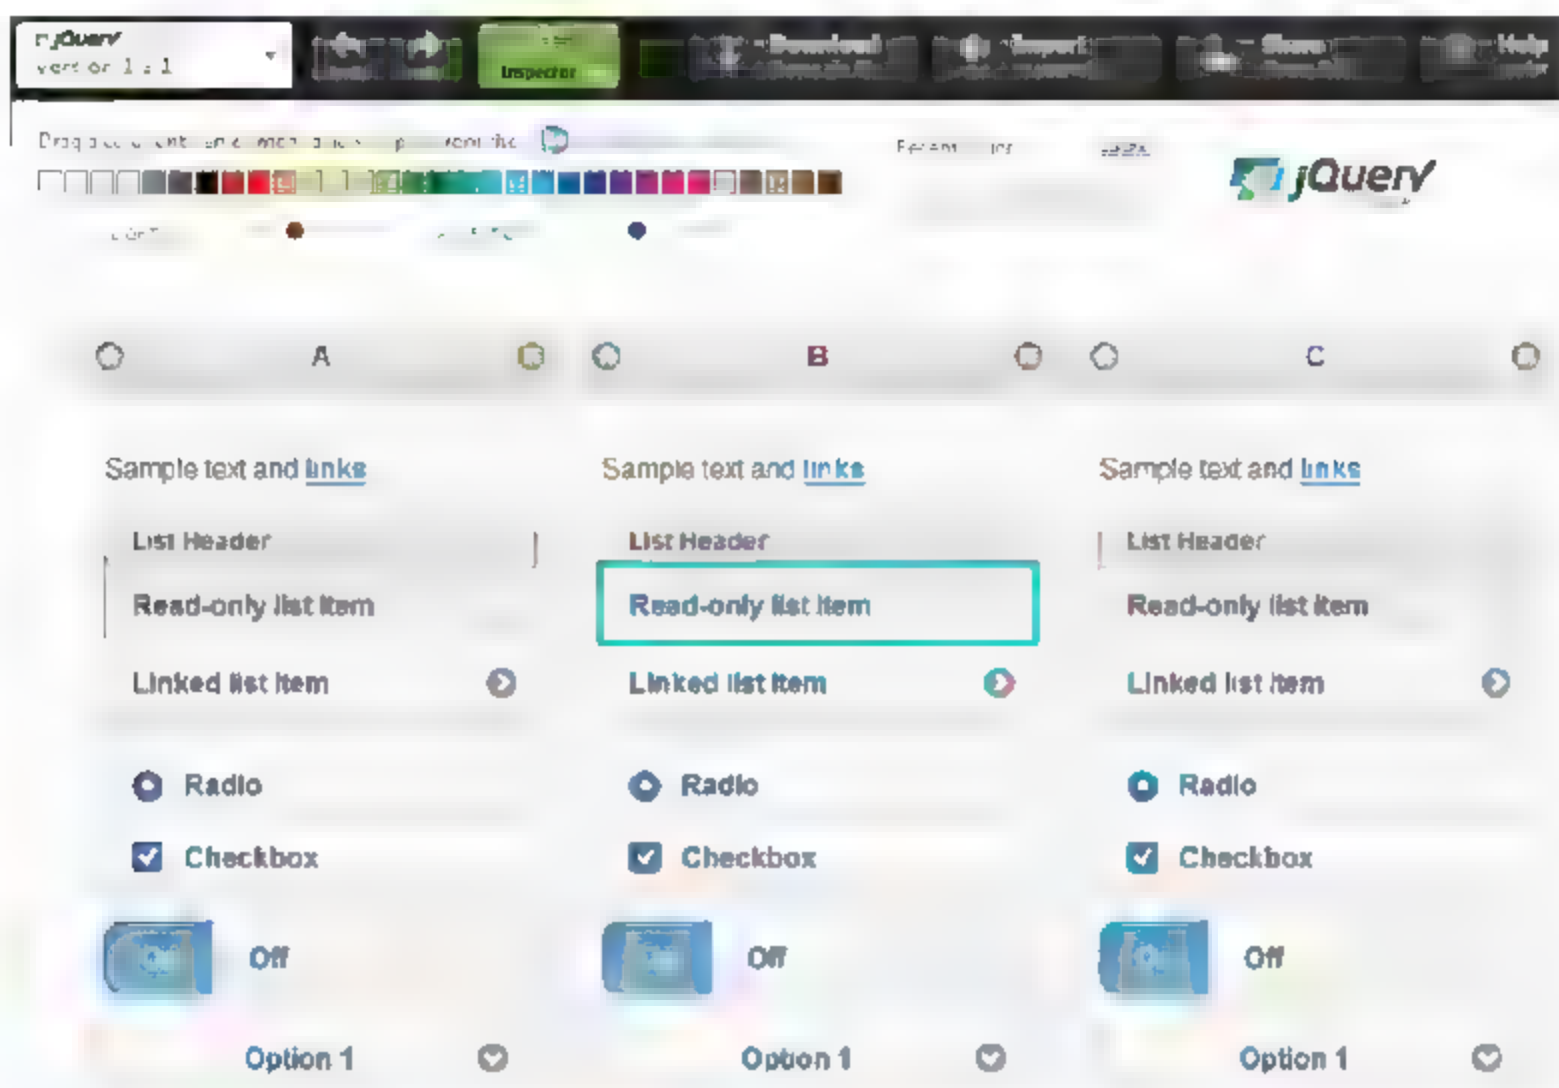 jQuery
Inspector
Download
Help
jQuery
A B C
Sample text and links Sample text and links Sample text and links
List Header List Header List Header
Read-only list item Read-only list item Read-only list item
Linked list item Linked list item Linked list item
Radio Radio Radio
Checkbox Checkbox Checkbox
Off Off Off
Option 1 Option 1 Option 1